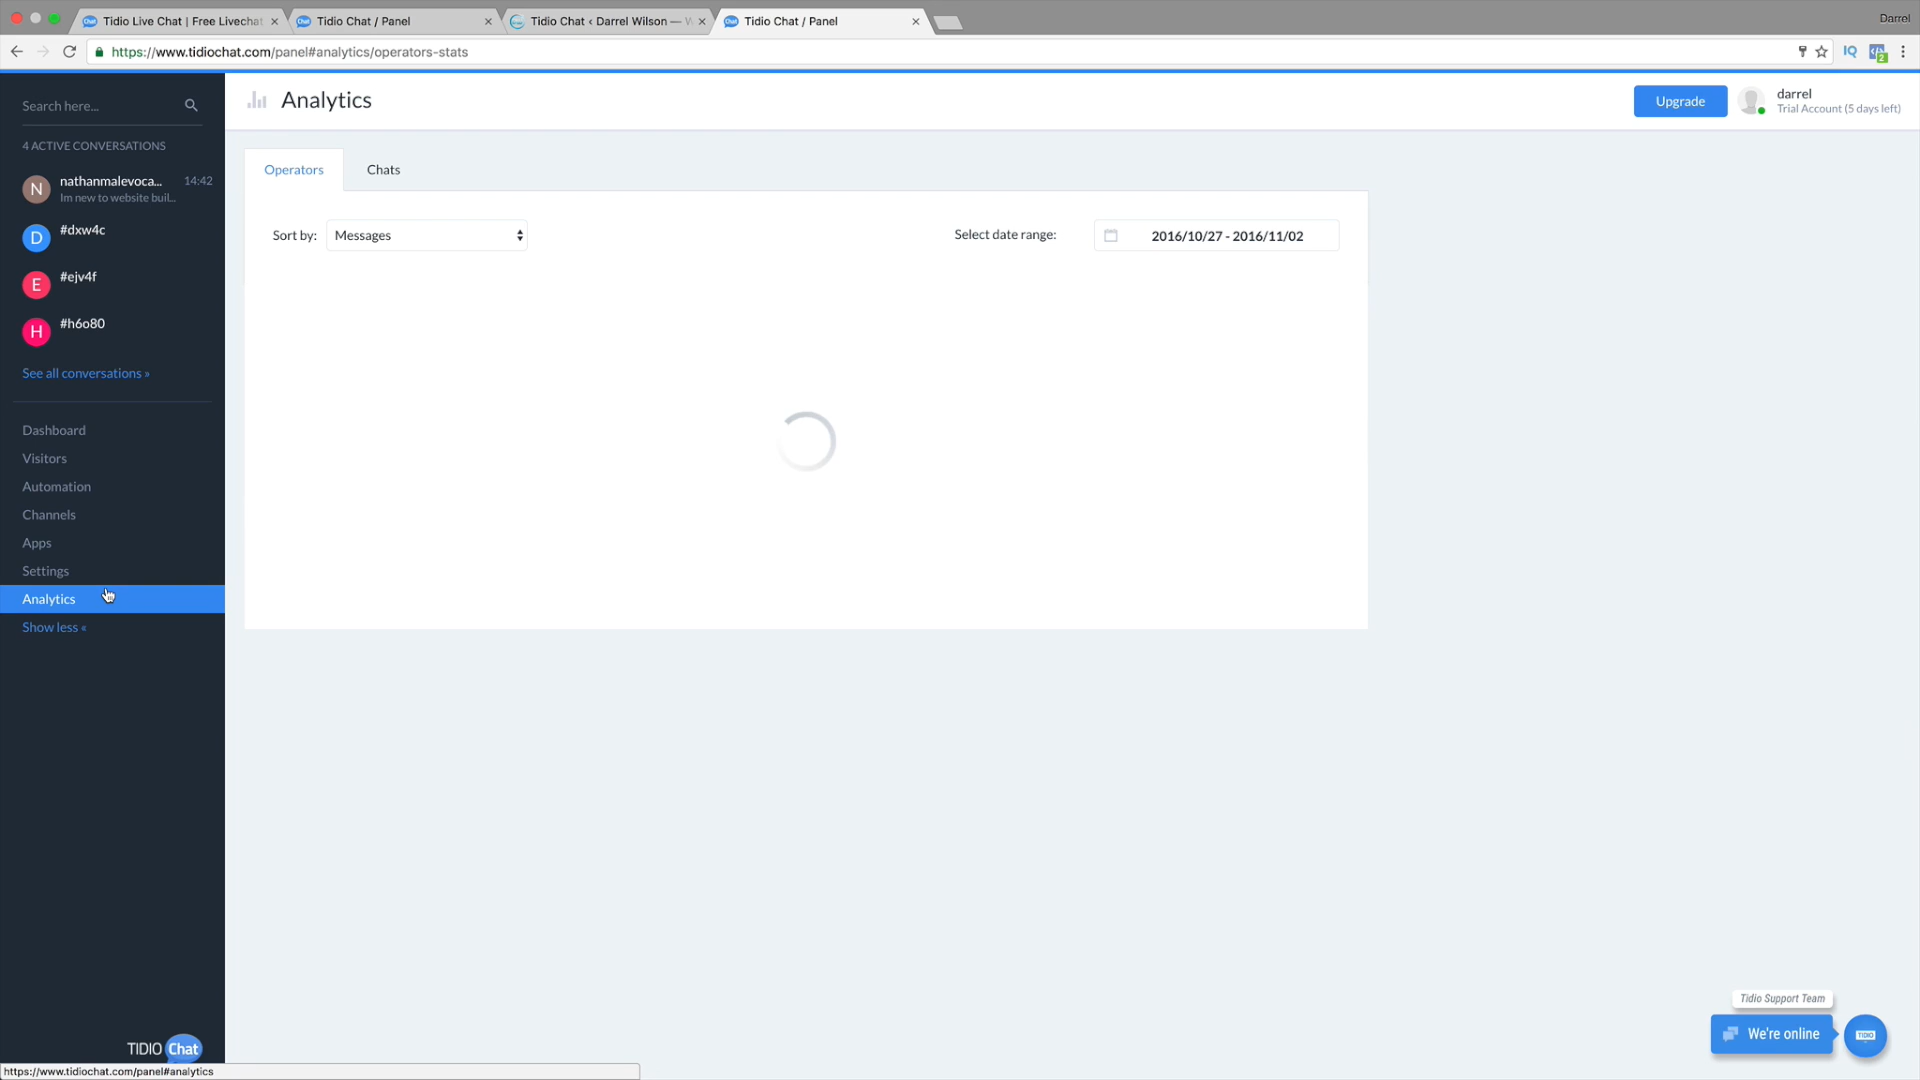 Tidio Live Chat | Free Livechat
Tidio Chat / Panel
Tidio Chat ‹ Darrel Wilson — W
Tidio Chat / Panel
Darrel
https://www.tidiochat.com/panel#analytics/operators-stats
IQ
2
Search here...
Analytics
Upgrade
darrel
Trial Account (5 days left)
4 ACTIVE CONVERSATIONS
N
nathanmalevoca...
14:42
Im new to website buil...
D
#dxw4c
E
#ejv4f
H
#h6o80
See all conversations »
Operators
Chats
Sort by:
Messages
Select date range:
2016/10/27 - 2016/11/02
Dashboard
Visitors
Automation
Channels
Apps
Settings
Analytics
Show less «
Tidio Support Team
We're online
TIDIO
TIDIO Chat
https://www.tidiochat.com/panel#analytics